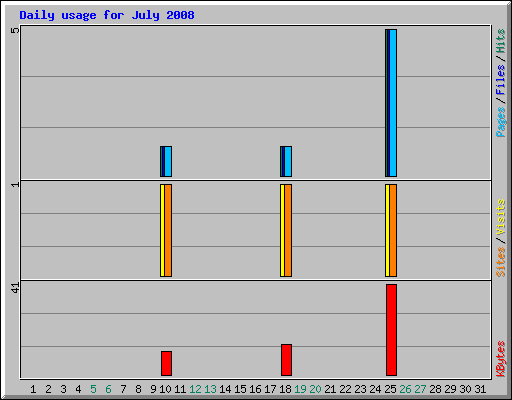 Daily usage for July 2008
5
Pages / Files / Hits
1
Sites / Visits
41
KBytes
1 2 3 4 5 6 7 8 9 10 11 12 13 14 15 16 17 18 19 20 21 22 23 24 25 26 27 28 29 30 31